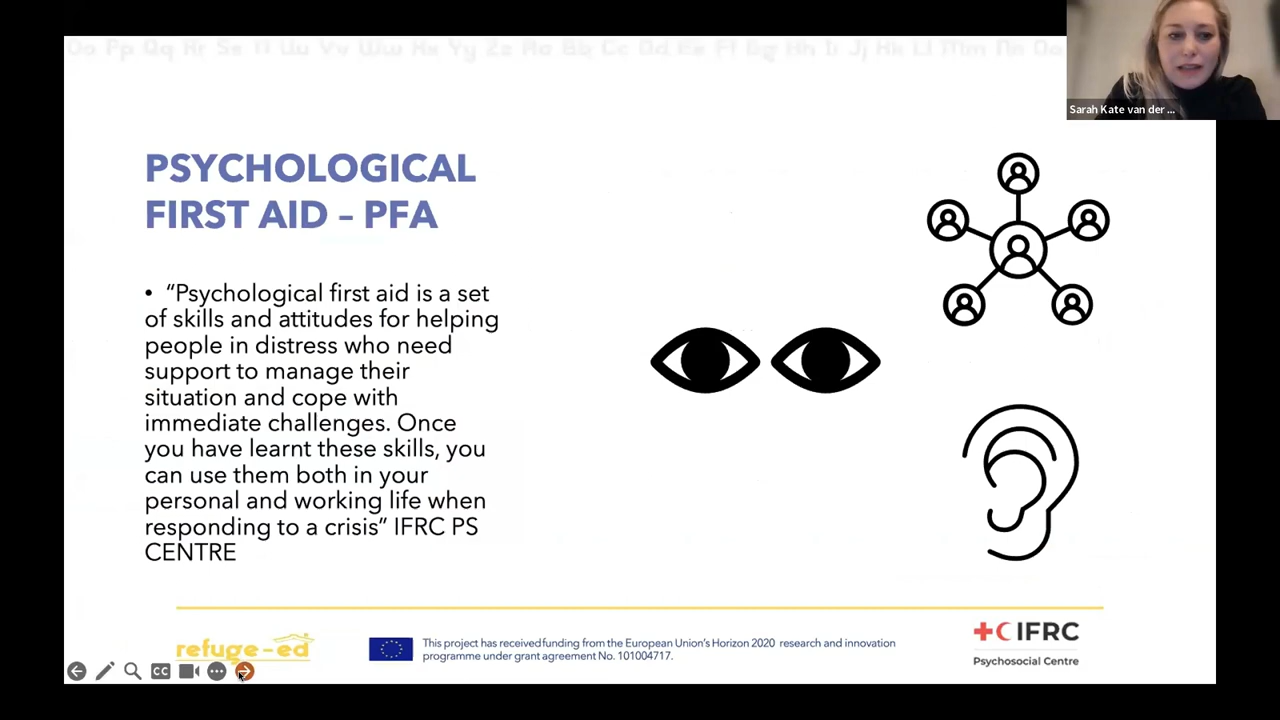 Sarah Kate van der ...
PSYCHOLOGICAL
FIRST AID – PFA
• “Psychological first aid is a set
of skills and attitudes for helping
people in distress who need
support to manage their
situation and cope with
immediate challenges. Once
you have learnt these skills, you
can use them both in your
personal and working life when
responding to a crisis” IFRC PS
CENTRE
refuge-ed
This project has received funding from the European Union’s Horizon 2020 research and innovation
programme under grant agreement No. 101004717.
IFRC
Psychosocial Centre
CC